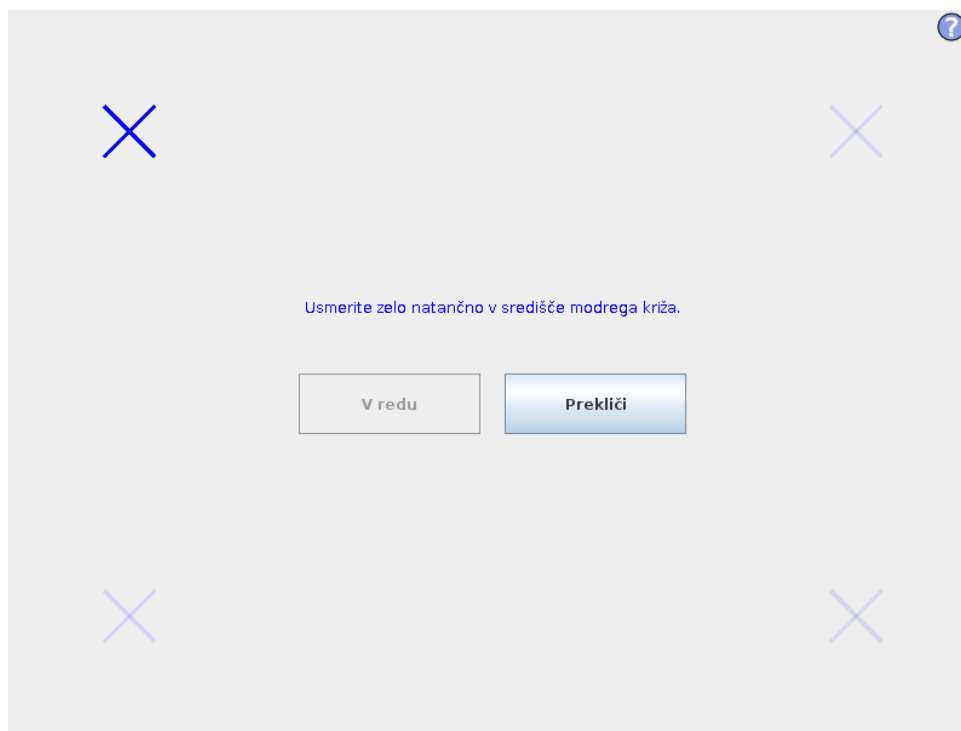 ?
Usmerite zelo natančno v središče modrega križa.
V redu
Prekliči